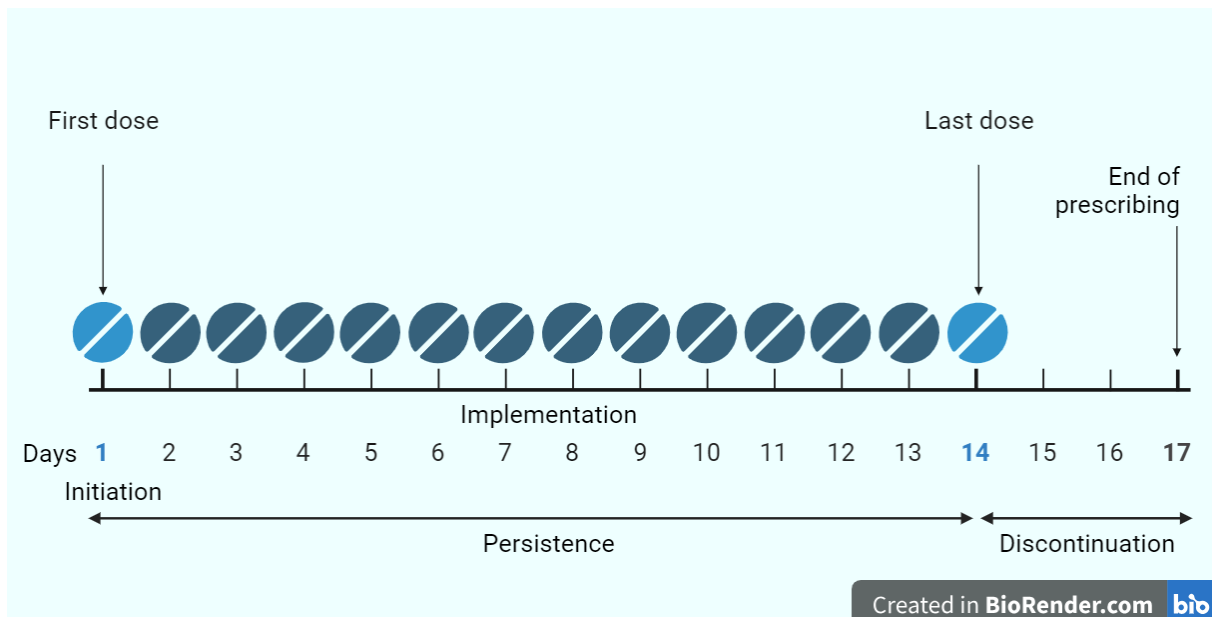 First dose
Last dose
End of
prescribing
Implementation
Days 1 2 3 4 5 6 7 8 9 10 11 12 13 14 15 16 17
Initiation
Persistence
Discontinuation
Created in BioRender.com bio